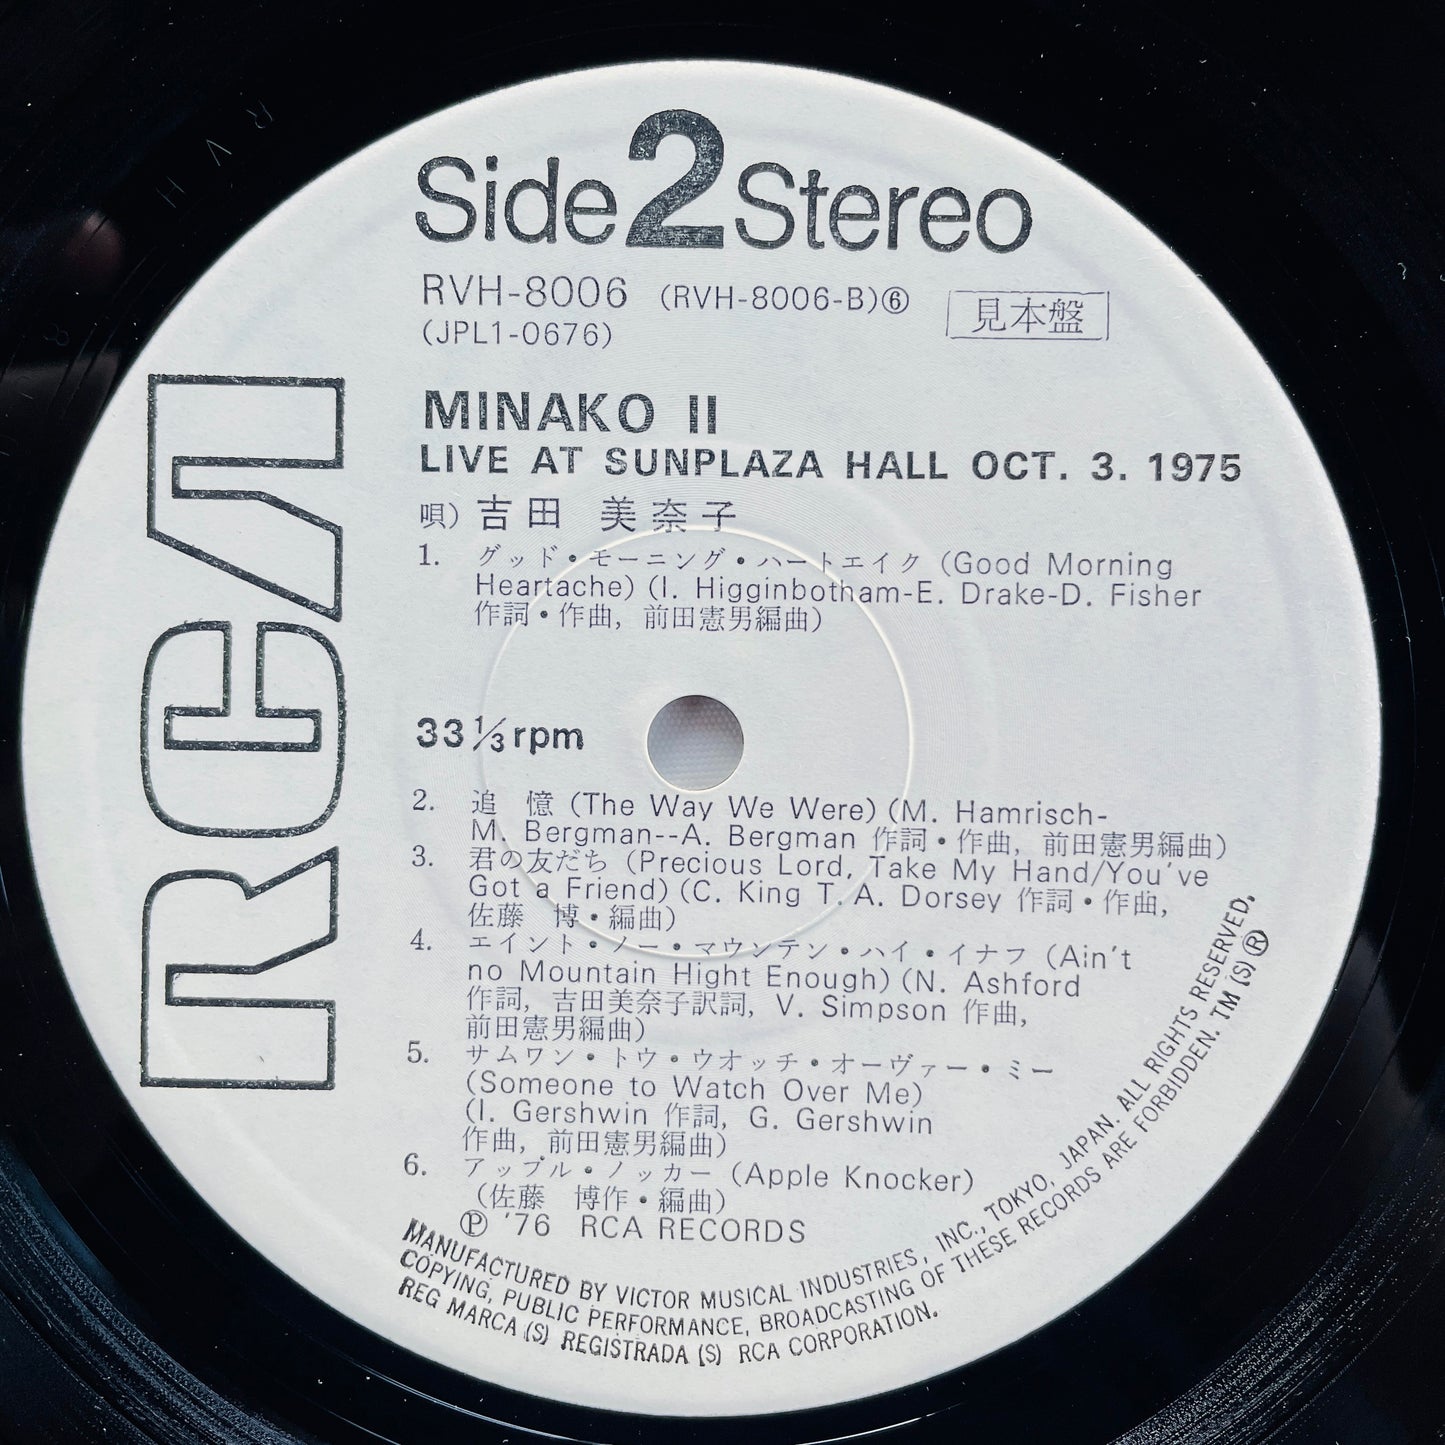 Side 2 Stereo
RVH-8006 (RVH-8006-B)⑥ 見本盤
(JPL1-0676)
MINAKO II
LIVE AT SUNPLAZA HALL OCT. 3. 1975
唄) 吉田 美奈子
1. グッド・モーニング・ハートエイク (Good Morning
Heartache) (I. Higginbotham-E. Drake-D. Fisher
作詞・作曲, 前田憲男編曲)
33 1/3 rpm
2. 追 憶 (The Way We Were) (M. Hamrisch-
M. Bergman--A. Bergman 作詞・作曲, 前田憲男編曲)
3. 君の友だち (Precious Lord, Take My Hand/You've
Got a Friend) (C. King T. A. Dorsey 作詞・作曲,
佐藤 博・編曲)
4. エイント・ノー・マウンテン・ハイ・イナフ (Ain't
no Mountain Hight Enough) (N. Ashford
作詞, 吉田美奈子訳詞, V. Simpson 作曲,
前田憲男編曲)
5. サムワン・トウ・ウオッチ・オーヴァー・ミー
(Someone to Watch Over Me)
(I. Gershwin 作詞, G. Gershwin
作曲, 前田憲男編曲)
6. アップル・ノッカー (Apple Knocker)
(佐藤 博作・編曲)
Ⓟ '76 RCA RECORDS
MANUFACTURED BY VICTOR MUSICAL INDUSTRIES, INC., TOKYO, JAPAN. ALL RIGHTS RESERVED.
COPYING, PUBLIC PERFORMANCE, BROADCASTING OF THESE RECORDS ARE FORBIDDEN. TM (S) ®
REG MARCA (S) REGISTRADA (S) RCA CORPORATION.
RCA
R V H 8